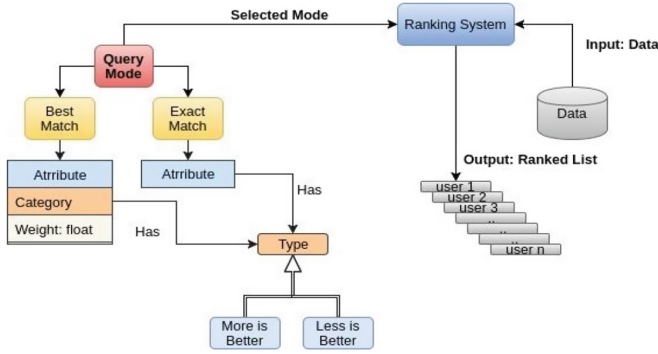 Selected Mode
Ranking System
Input: Data
Query
Mode
Best
Match
Exact
Match
Data
Output: Ranked List
Atrribute
Category
Weight: float
Atrribute
Has
Has
Type
user 1
user 2
user 3
..
..
..
user n
More is
Better
Less is
Better